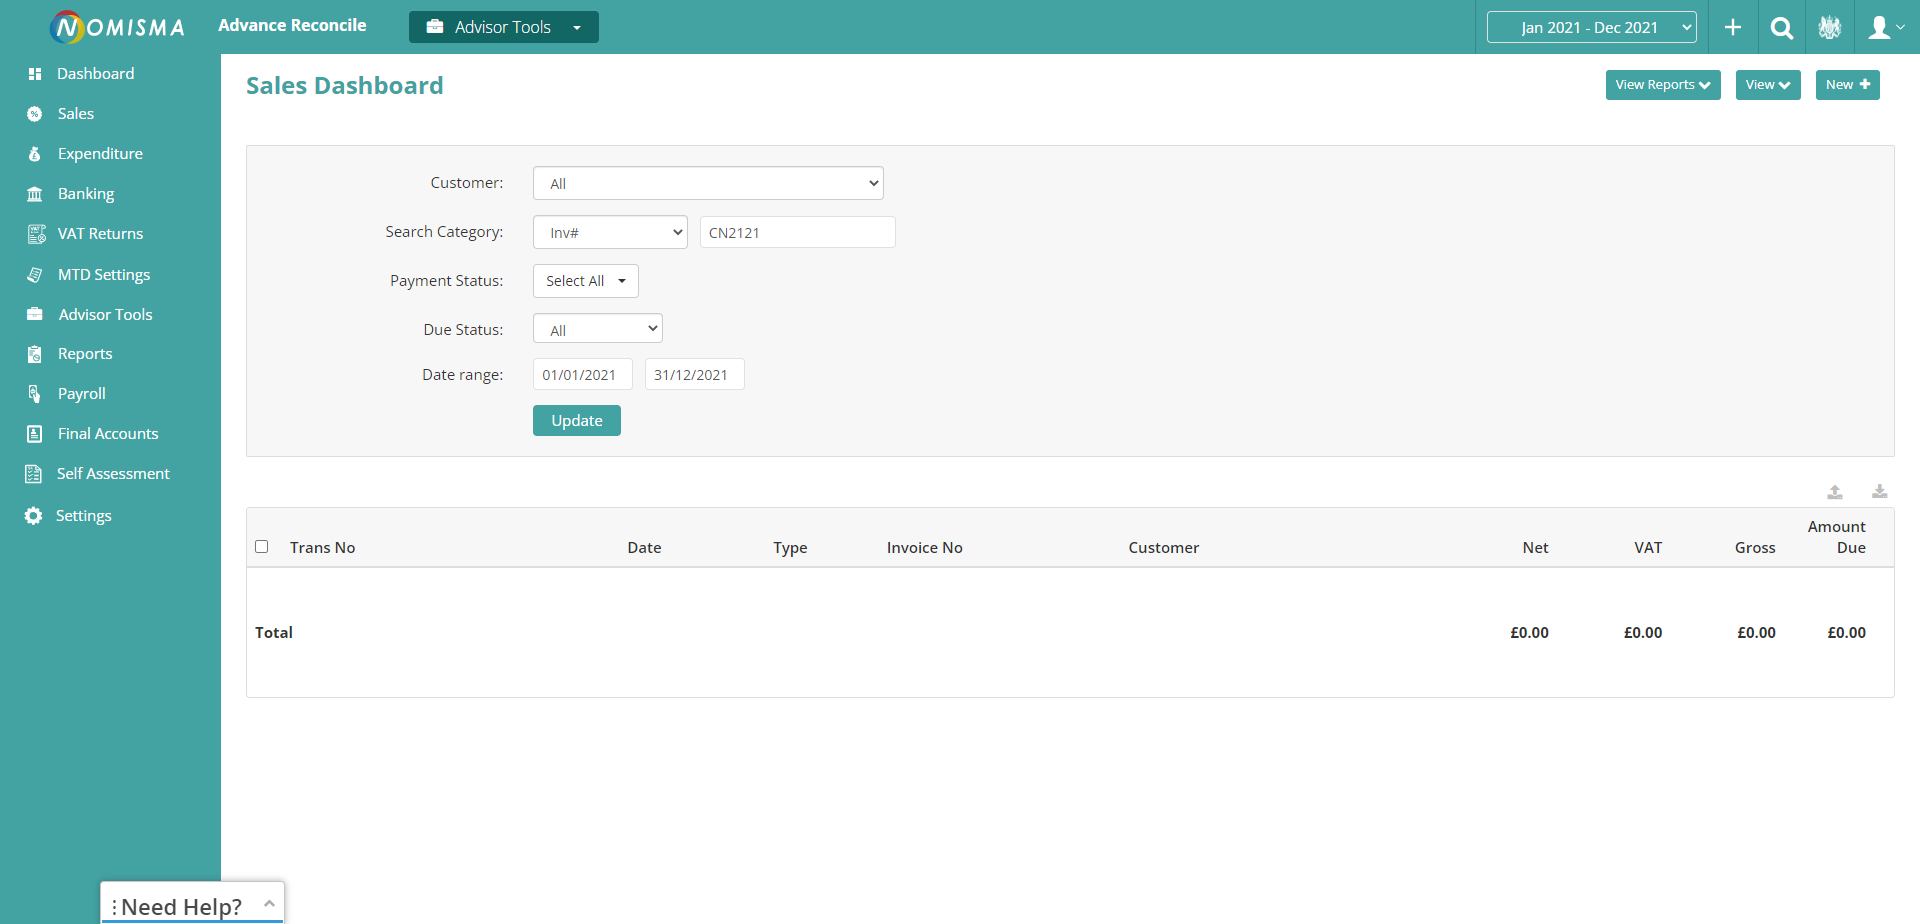 NOMISMA
Advance Reconcile
Advisor Tools
Jan 2021 - Dec 2021
Dashboard
Sales
Expenditure
Banking
VAT Returns
MTD Settings
Advisor Tools
Reports
Payroll
Final Accounts
Self Assessment
Settings
Sales Dashboard
View Reports
View
New
Customer: All
Search Category: Inv# CN2121
Payment Status: Select All
Due Status: All
Date range: 01/01/2021 31/12/2021
Update
Trans No Date Type Invoice No Customer Net VAT Gross Amount Due
Total £0.00 £0.00 £0.00 £0.00
Need Help?